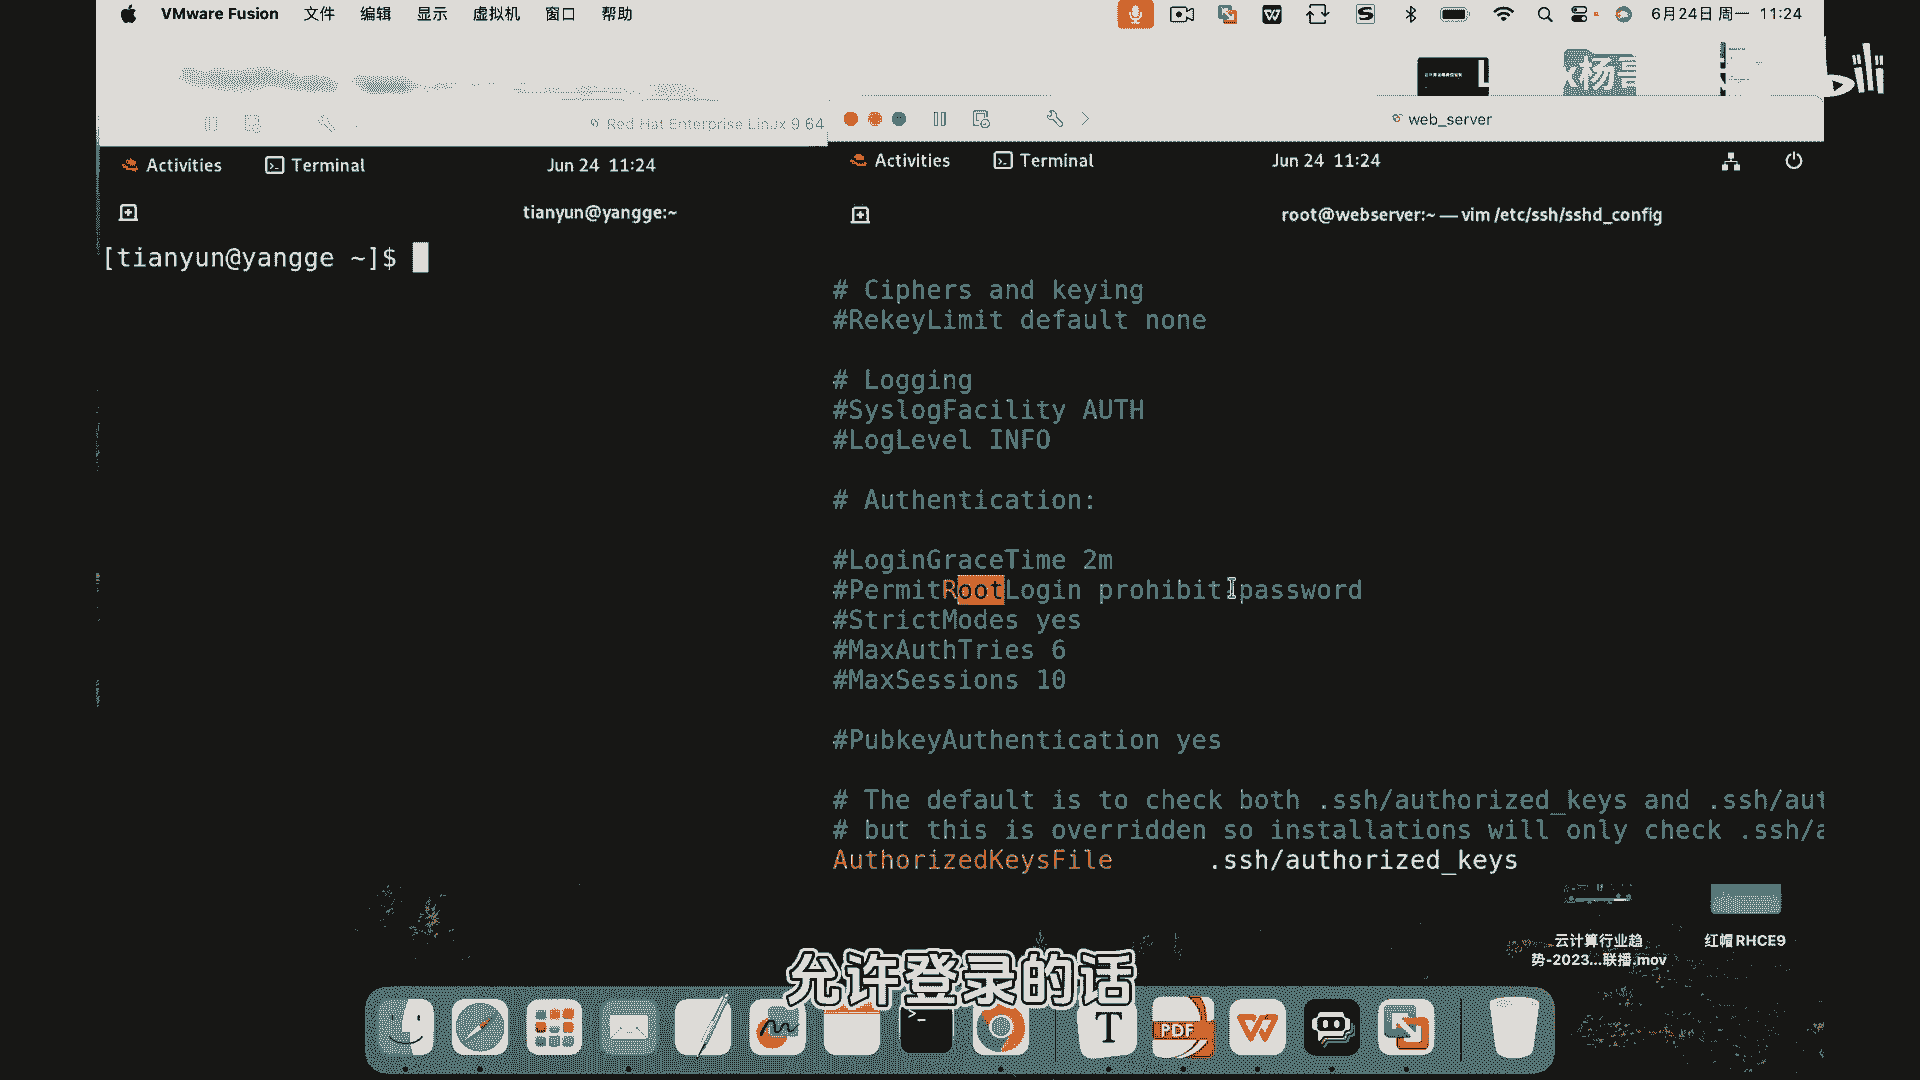 VMware Fusion 文件 编辑 显示 虚拟机 窗口 帮助 6月24日 周一 11:24
Red Hat Enterprise Linux 9 64
web_server
Activities Terminal Jun 24 11:24
Activities Terminal Jun 24 11:24
tianyun@yangge:~
root@webserver:~ — vim /etc/ssh/sshd_config
[tianyun@yangge ~]$
# Ciphers and keying
#RekeyLimit default none
# Logging
#SyslogFacility AUTH
#LogLevel INFO
# Authentication:
#LoginGraceTime 2m
#PermitRootLogin prohibit-password
#StrictModes yes
#MaxAuthTries 6
#MaxSessions 10
#PubkeyAuthentication yes
# The default is to check both .ssh/authorized_keys and .ssh/aut
# but this is overridden so installations will only check .ssh/a
AuthorizedKeysFile .ssh/authorized_keys
云计算行业趋
势-2023...联播.mov
红帽RHCE9
允许登录的话
PDF